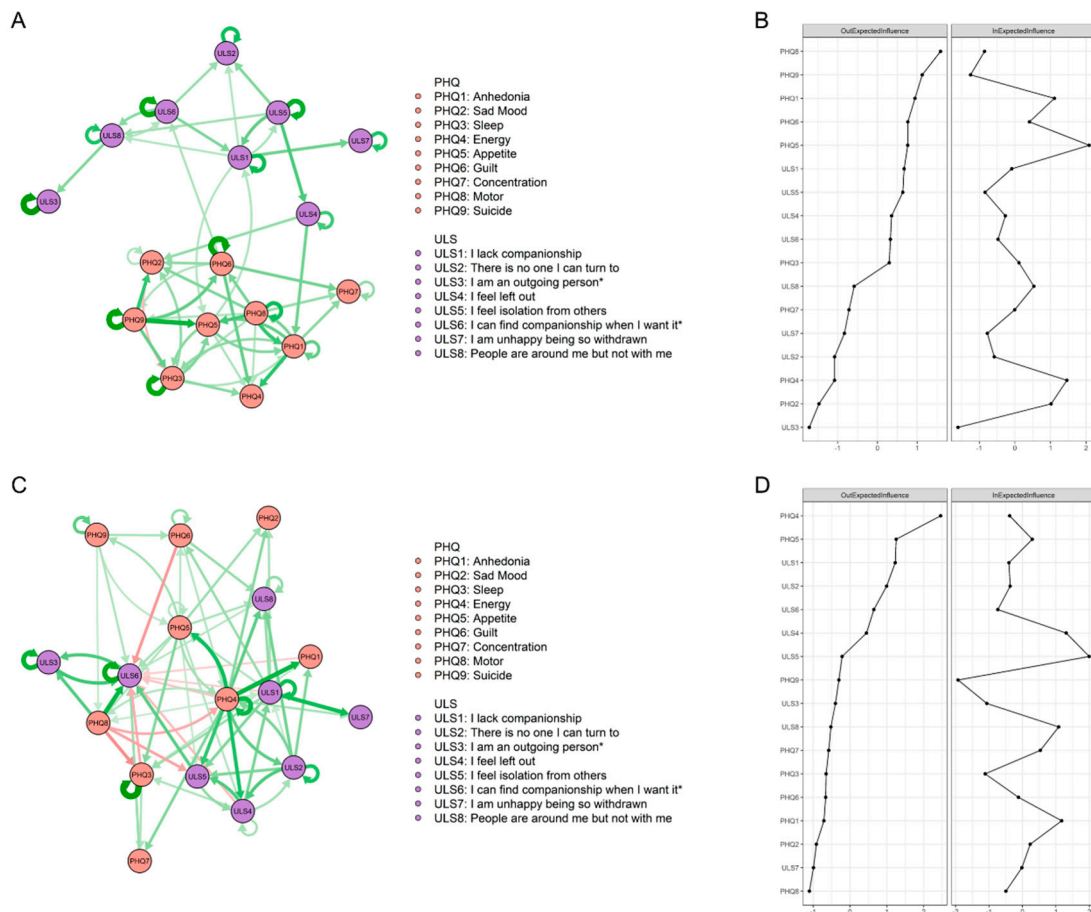 A
ULS2
ULS6
ULS5
ULS8
ULS7
ULS1
ULS3
ULS4
PHQ2
PHQ6
PHQ7
PHQ9
PHQ5
PHQ8
PHQ1
PHQ3
PHQ4
PHQ
PHQ1: Anhedonia
PHQ2: Sad Mood
PHQ3: Sleep
PHQ4: Energy
PHQ5: Appetite
PHQ6: Guilt
PHQ7: Concentration
PHQ8: Motor
PHQ9: Suicide
ULS
ULS1: I lack companionship
ULS2: There is no one I can turn to
ULS3: I am an outgoing person*
ULS4: I feel left out
ULS5: I feel isolation from others
ULS6: I can find companionship when I want it*
ULS7: I am unhappy being so withdrawn
ULS8: People are around me but not with me
B
OutExpectedInfluence InExpectedInfluence
PHQ8
PHQ9
PHQ1
PHQ6
PHQ5
ULS1
ULS5
ULS4
ULS6
PHQ3
ULS8
PHQ7
ULS7
ULS2
PHQ4
PHQ2
ULS3
-1 0 1 -1 0 1 2
C
PHQ2
PHQ9
PHQ6
ULS8
PHQ5
PHQ1
ULS3
ULS6
PHQ4
ULS1
ULS7
PHQ8
PHQ3
ULS5
ULS2
ULS4
PHQ7
PHQ
PHQ1: Anhedonia
PHQ2: Sad Mood
PHQ3: Sleep
PHQ4: Energy
PHQ5: Appetite
PHQ6: Guilt
PHQ7: Concentration
PHQ8: Motor
PHQ9: Suicide
ULS
ULS1: I lack companionship
ULS2: There is no one I can turn to
ULS3: I am an outgoing person*
ULS4: I feel left out
ULS5: I feel isolation from others
ULS6: I can find companionship when I want it*
ULS7: I am unhappy being so withdrawn
ULS8: People are around me but not with me
D
OutExpectedInfluence InExpectedInfluence
PHQ4
PHQ5
ULS1
ULS2
ULS6
ULS4
ULS5
PHQ9
ULS3
ULS8
PHQ7
PHQ3
PHQ6
PHQ1
PHQ2
ULS7
PHQ8
-1 0 1 2 -2 -1 0 1 2